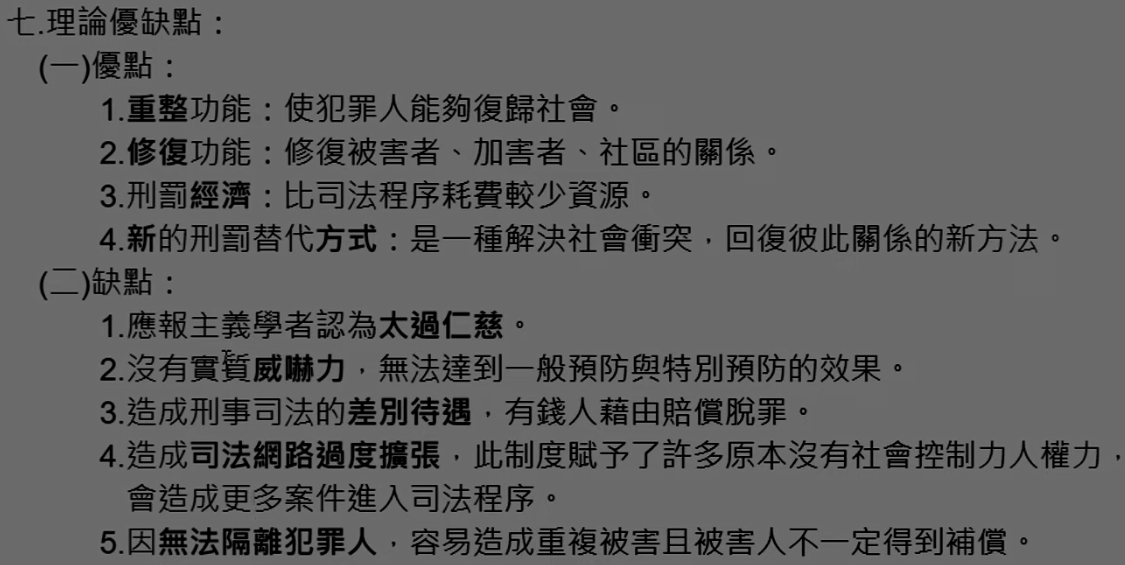 七.理論優缺點：
(一)優點：
1.重整功能：使犯罪人能夠復歸社會。
2.修復功能：修復被害者、加害者、社區的關係。
3.刑罰經濟：比司法程序耗費較少資源。
4.新的刑罰替代方式：是一種解決社會衝突，回復彼此關係的新方法。
(二)缺點：
1.應報主義學者認為太過仁慈。
2.沒有實質威嚇力，無法達到一般預防與特別預防的效果。
3.造成刑事司法的差別待遇，有錢人藉由賠償脫罪。
4.造成司法網路過度擴張，此制度賦予了許多原本沒有社會控制力人權力，
會造成更多案件進入司法程序。
5.因無法隔離犯罪人，容易造成重複被害且被害人不一定得到補償。